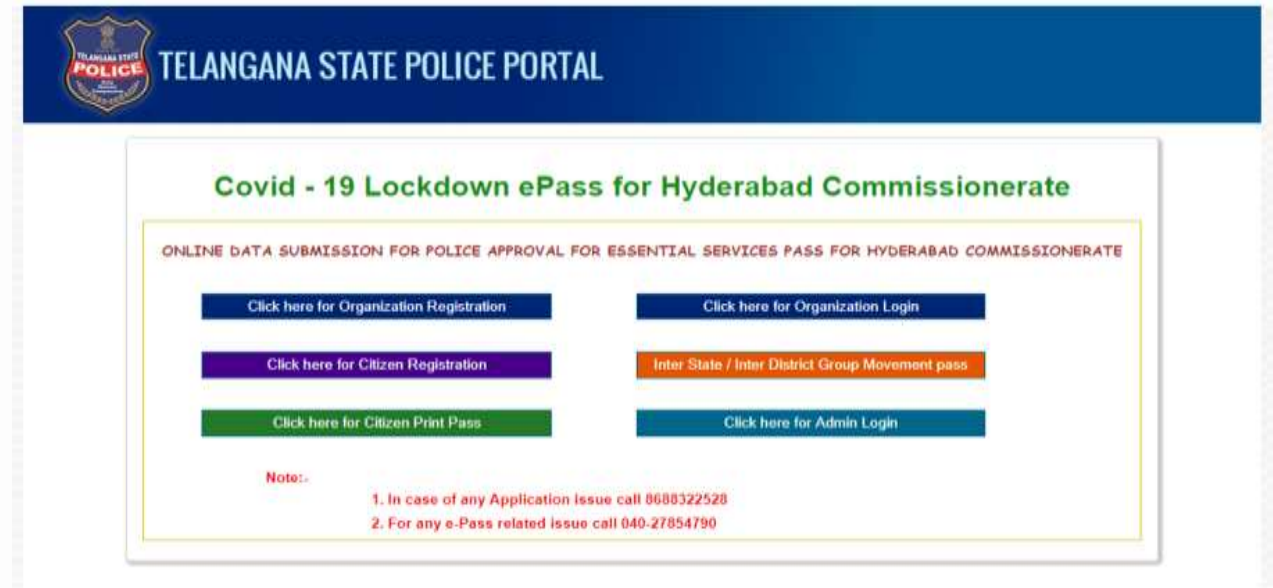 TELANGANA STATE
POLICE
TELANGANA STATE POLICE PORTAL
Covid - 19 Lockdown ePass for Hyderabad Commissionerate
ONLINE DATA SUBMISSION FOR POLICE APPROVAL FOR ESSENTIAL SERVICES PASS FOR HYDERABAD COMMISSIONERATE
Click here for Organization Registration
Click here for Organization Login
Click here for Citizen Registration
Inter State / Inter District Group Movement pass
Click here for Citizen Print Pass
Click here for Admin Login
Note:-
1. In case of any Application Issue call 8688322528
2. For any e-Pass related issue call 040-27854790